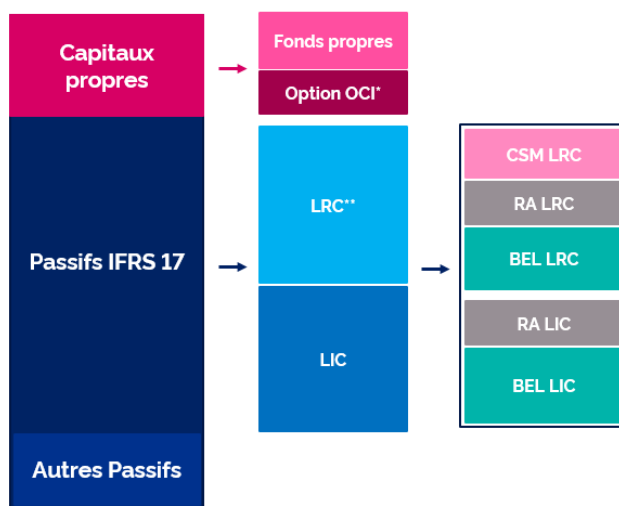 Capitaux
propres
Passifs IFRS 17
Autres Passifs
Fonds propres
Option OCI*
LRC**
LIC
CSM LRC
RA LRC
BEL LRC
RA LIC
BEL LIC